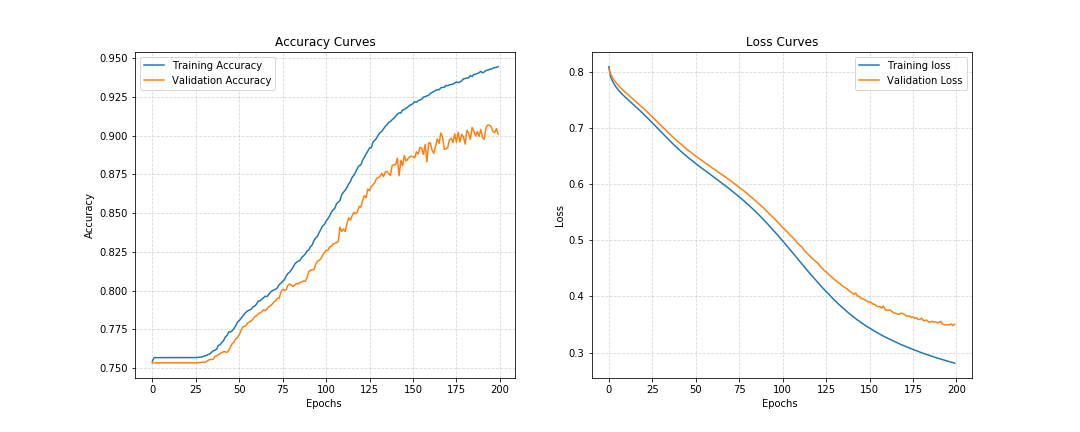 Accuracy Curves
0.950
0.925
0.900
0.875
0.850
0.825
0.800
0.775
0.750
Accuracy
Training Accuracy
Validation Accuracy
0 25 50 75 100 125 150 175 200
Epochs
Loss Curves
0.8
0.7
0.6
0.5
0.4
0.3
Loss
Training loss
Validation Loss
0 25 50 75 100 125 150 175 200
Epochs